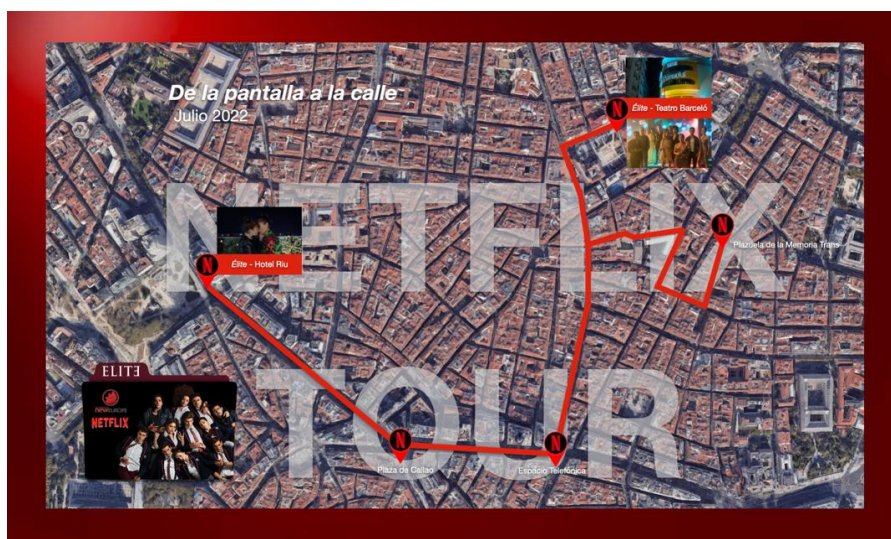 De la pantalla a la calle
Julio 2022
Élite - Teatro Barceló
NETFLIX
Plazuela de la Memoria Trans
Élite - Hotel Riu
TOUR
ELITE
NEWEUROPE
NETFLIX
Plaza de Callao
Espacio Telefónica